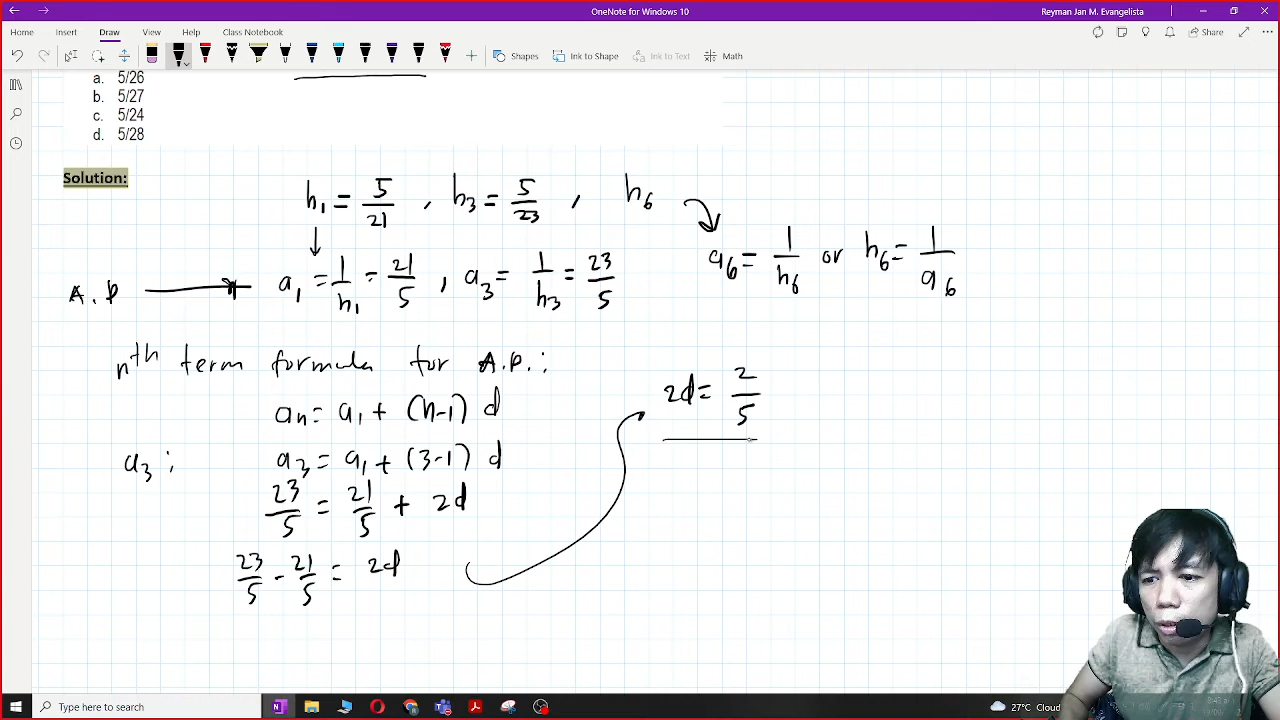 OneNote for Windows 10
Reyman Jan M. Evangelista
Home Insert Draw View Help Class Notebook
Share
Shapes Ink to Shape Ink to Text Math
a. 5/26
b. 5/27
c. 5/24
d. 5/28
Solution:
h₁ = 5/21 , h₃ = 5/23 , h₆
A.P → a₁ = 1/h₁ = 21/5 , a₃ = 1/h₃ = 23/5
a₆ = 1/h₆ or h₆ = 1/a₆
nth term formula for A.P.:
an = a₁ + (n-1) d
a₃ : a₃ = a₁ + (3-1) d
23/5 = 21/5 + 2d
23/5 - 21/5 = 2d
2d = 2/5
Type here to search
27°C Cloudy